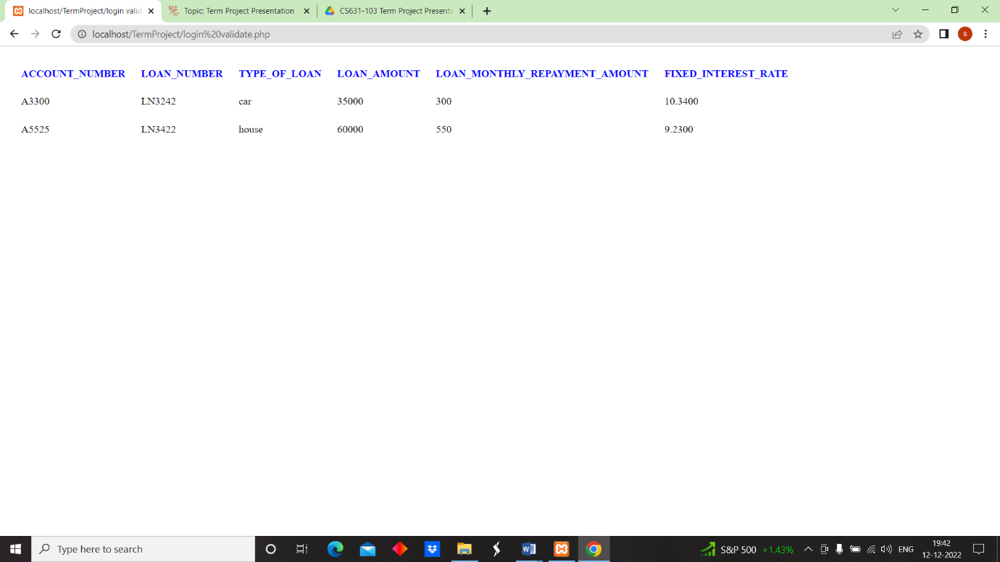 localhost/TermProject/login valid
Topic: Term Project Presentation
CS631-103 Term Project Presenta
localhost/TermProject/login%20validate.php
S
ACCOUNT_NUMBER LOAN_NUMBER TYPE_OF_LOAN LOAN_AMOUNT LOAN_MONTHLY_REPAYMENT_AMOUNT FIXED_INTEREST_RATE
A3300 LN3242 car 35000 300 10.3400
A5525 LN3422 house 60000 550 9.2300
Type here to search
S&P 500 +1.43%
ENG
19:42
12-12-2022